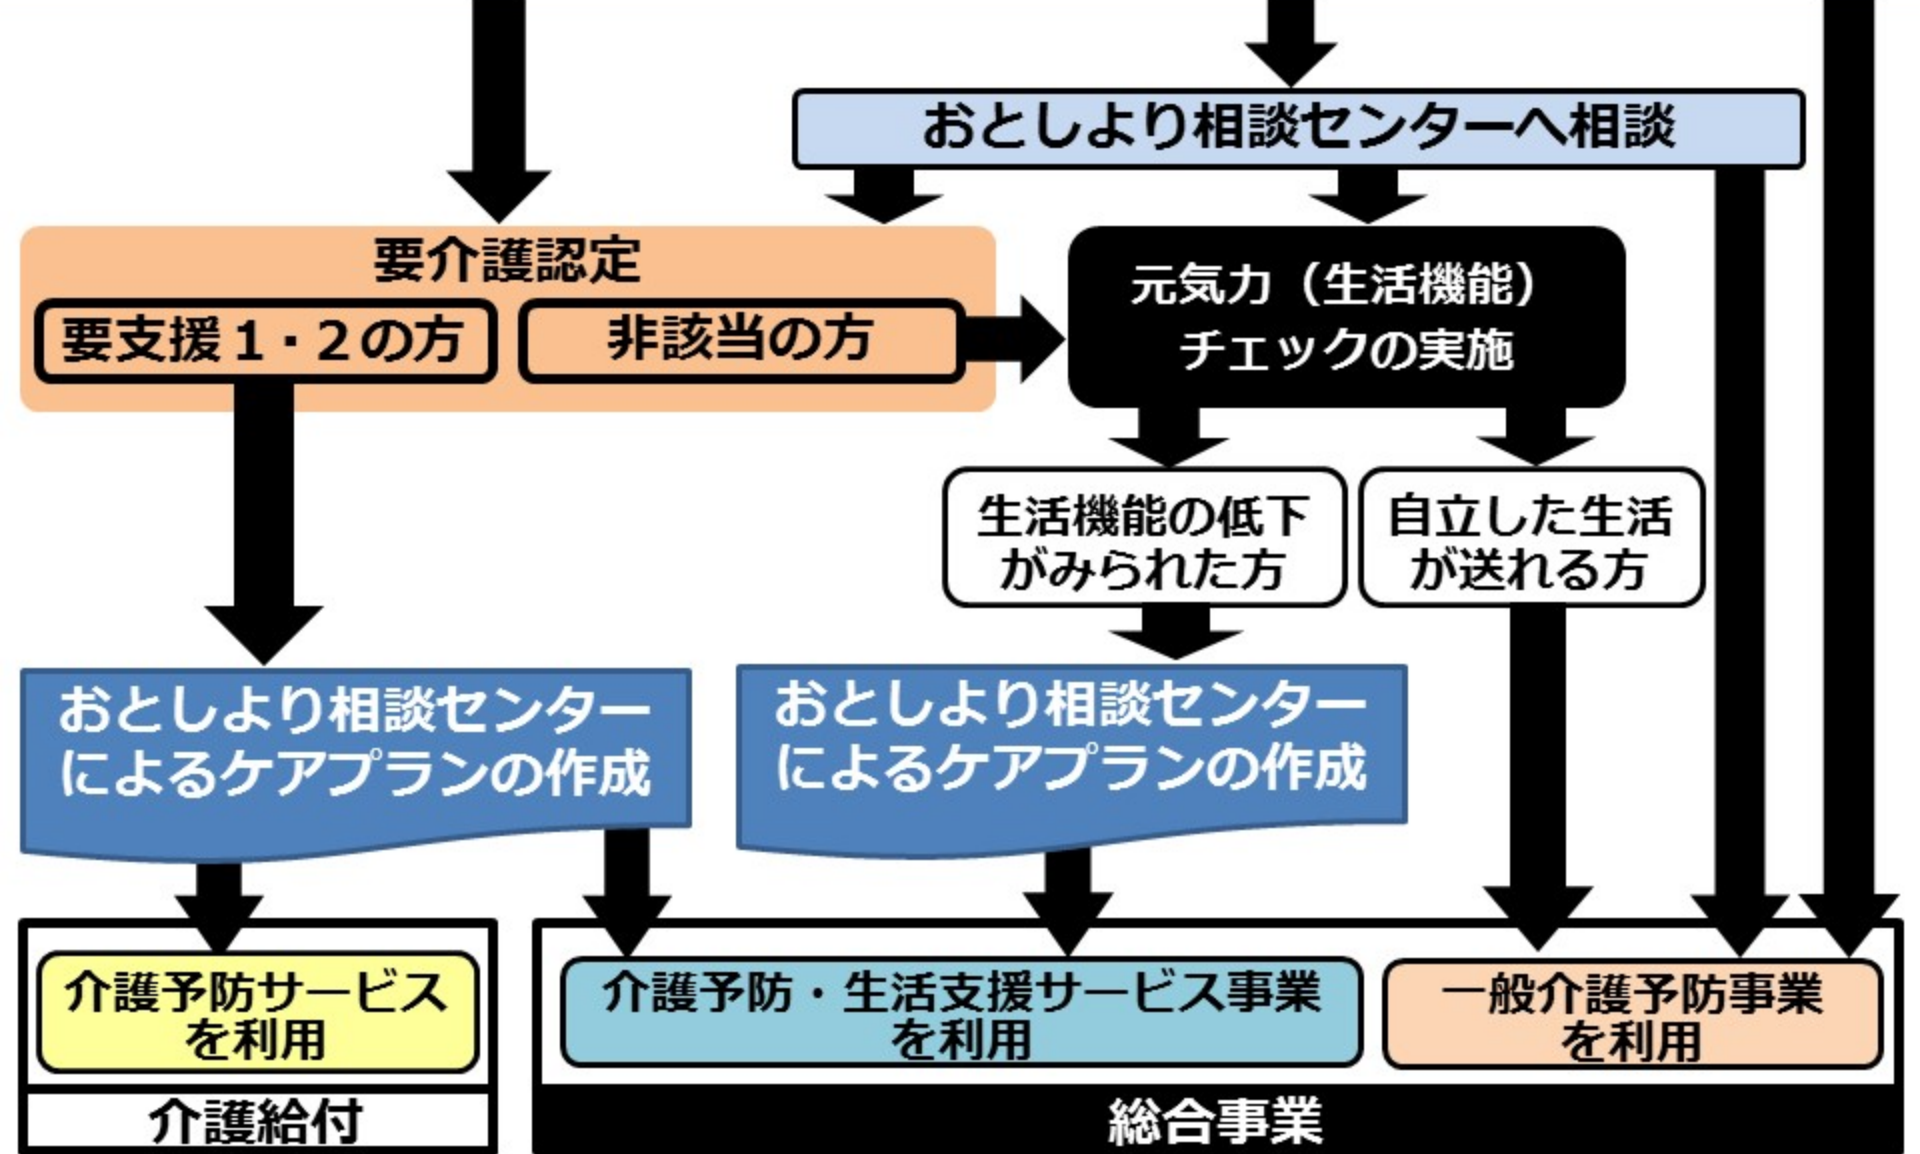 おとしより相談センターへ相談
要介護認定
要支援１・２の方
非該当の方
元気力（生活機能）
チェックの実施
生活機能の低下
がみられた方
自立した生活
が送れる方
おとしより相談センター
によるケアプランの作成
おとしより相談センター
によるケアプランの作成
介護予防サービス
を利用
介護予防・生活支援サービス事業
を利用
一般介護予防事業
を利用
介護給付
総合事業